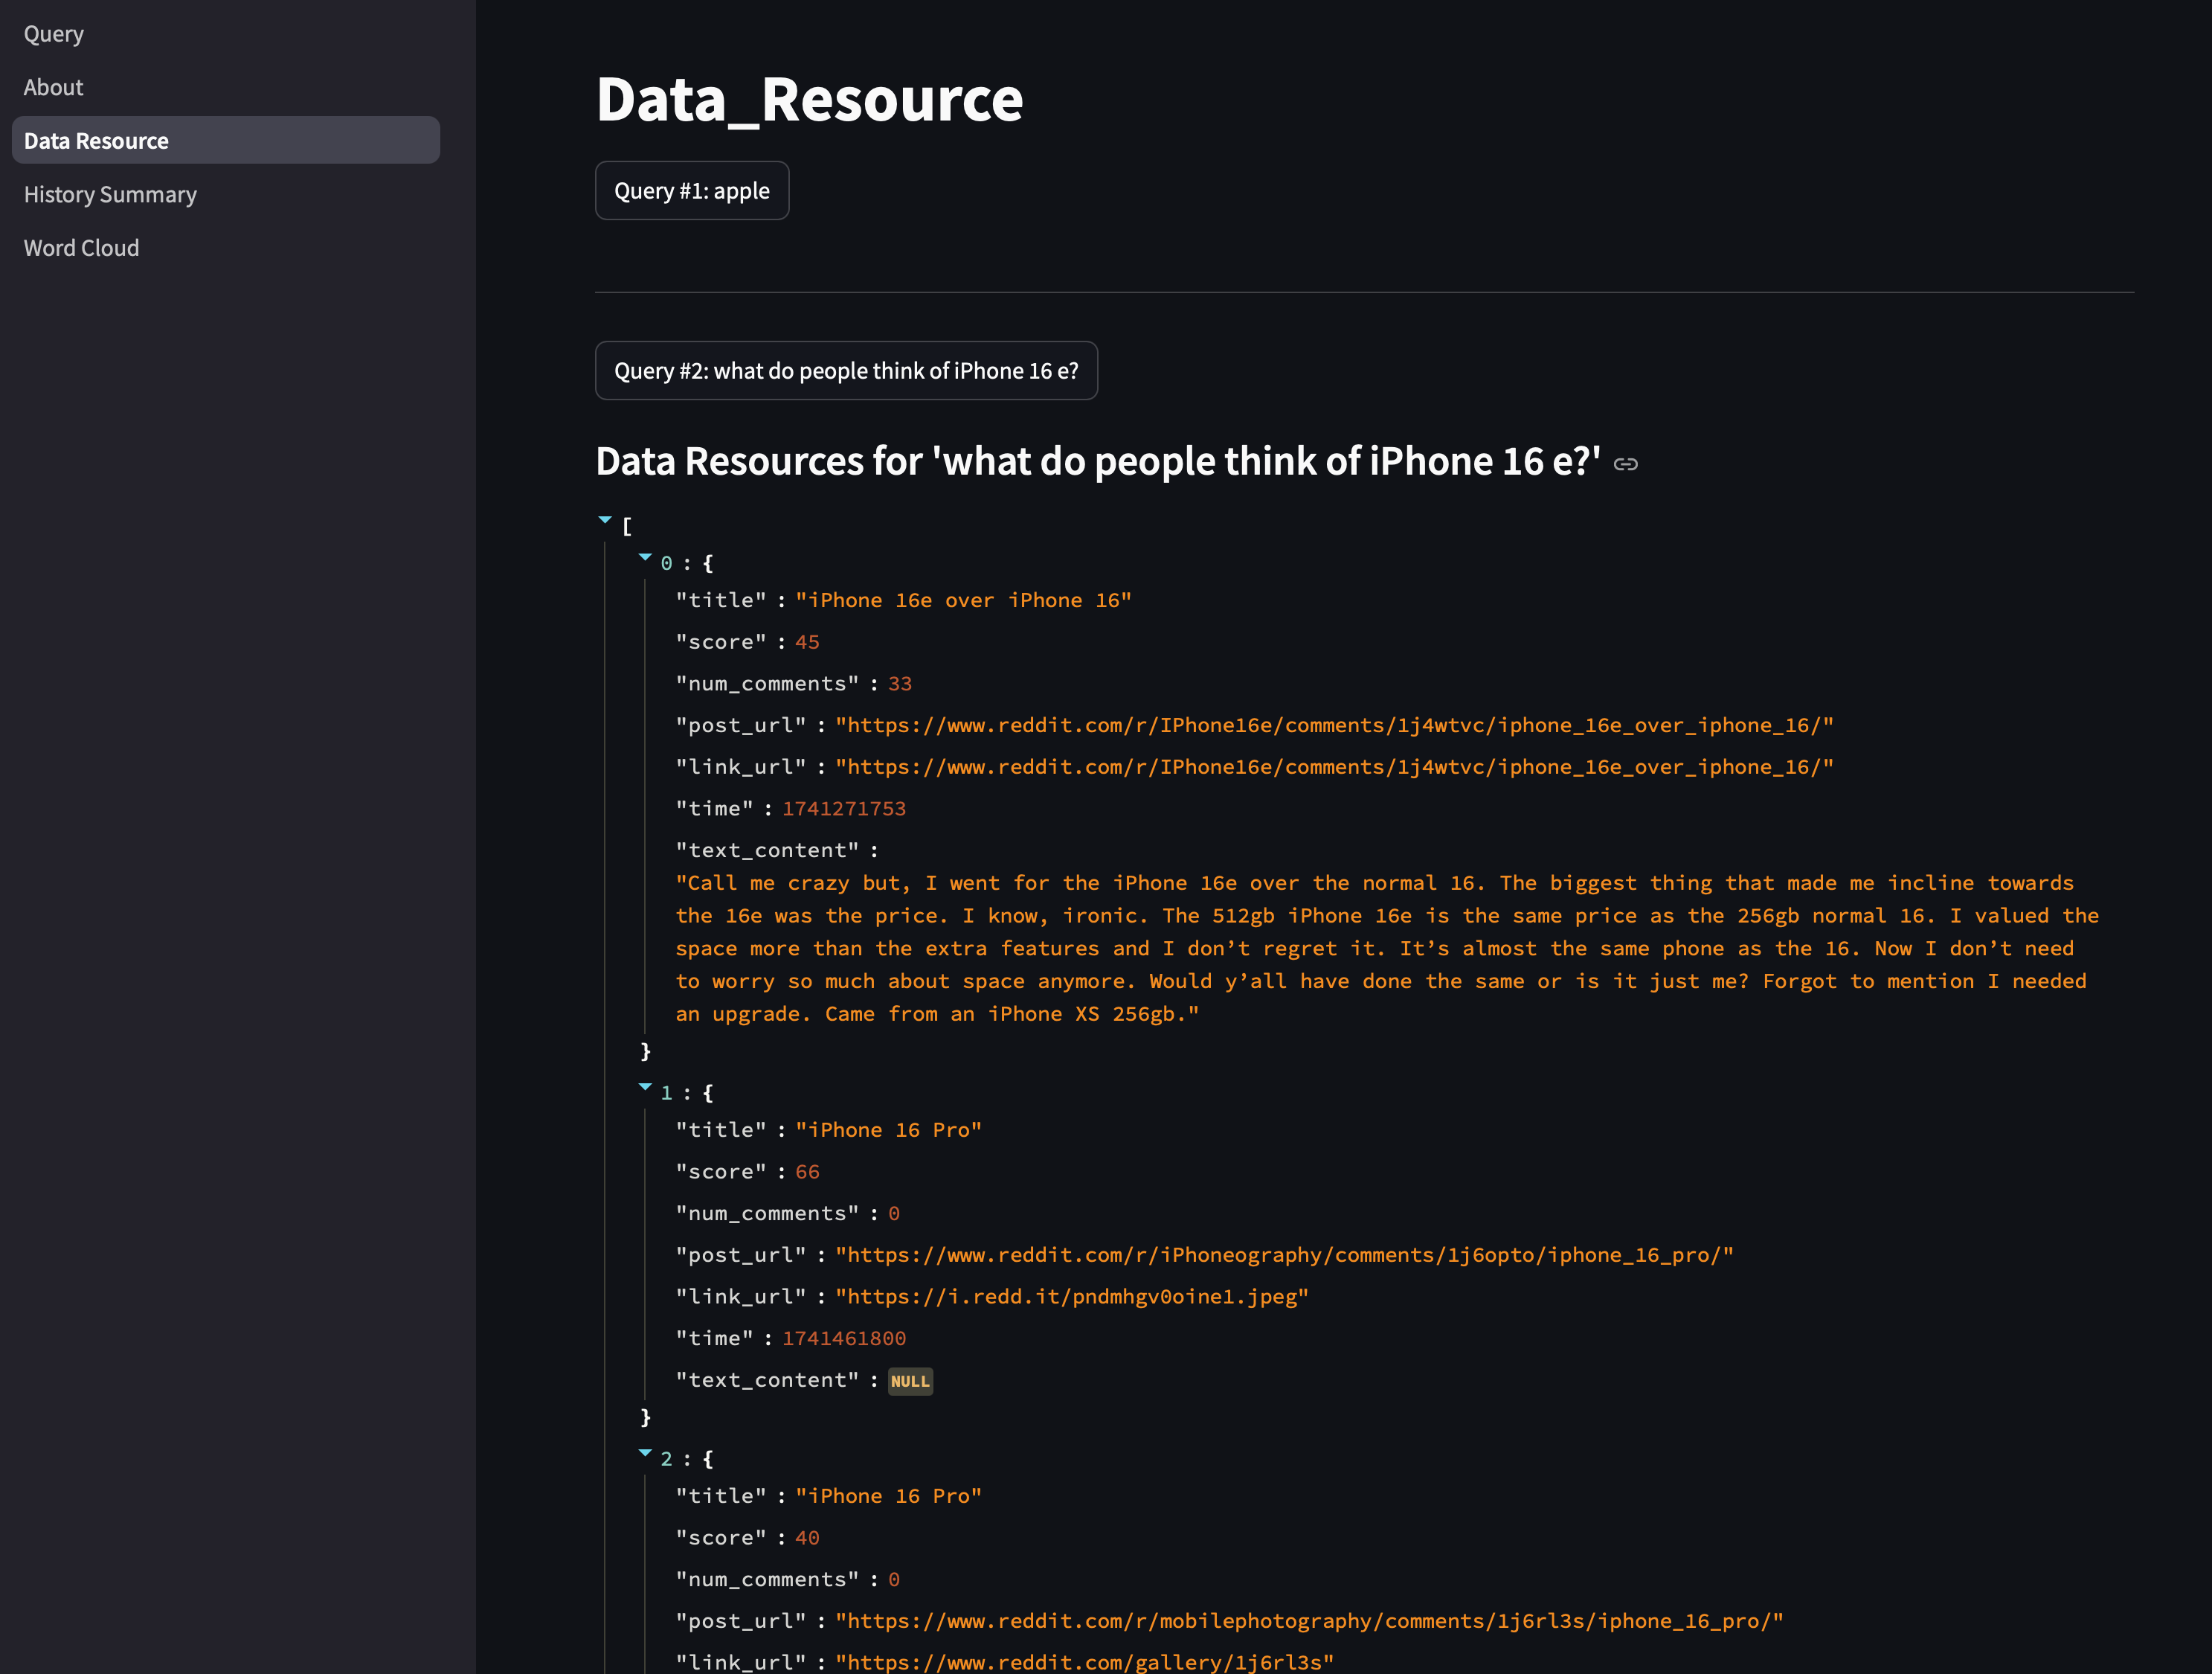 Query
About
Data Resource
History Summary
Word Cloud
Data_Resource
Query #1: apple
Query #2: what do people think of iPhone 16 e?
Data Resources for 'what do people think of iPhone 16 e?'
[
0 : {
"title" : "iPhone 16e over iPhone 16"
"score" : 45
"num_comments" : 33
"post_url" : "https://www.reddit.com/r/IPhone16e/comments/1j4wtvc/iphone_16e_over_iphone_16/"
"link_url" : "https://www.reddit.com/r/IPhone16e/comments/1j4wtvc/iphone_16e_over_iphone_16/"
"time" : 1741271753
"text_content" :
"Call me crazy but, I went for the iPhone 16e over the normal 16. The biggest thing that made me incline towards
the 16e was the price. I know, ironic. The 512gb iPhone 16e is the same price as the 256gb normal 16. I valued the
space more than the extra features and I don’t regret it. It’s almost the same phone as the 16. Now I don’t need
to worry so much about space anymore. Would y’all have done the same or is it just me? Forgot to mention I needed
an upgrade. Came from an iPhone XS 256gb."
}
1 : {
"title" : "iPhone 16 Pro"
"score" : 66
"num_comments" : 0
"post_url" : "https://www.reddit.com/r/iPhoneography/comments/1j6opto/iphone_16_pro/"
"link_url" : "https://i.redd.it/pndmhgv0oine1.jpeg"
"time" : 1741461800
"text_content" : NULL
}
2 : {
"title" : "iPhone 16 Pro"
"score" : 40
"num_comments" : 0
"post_url" : "https://www.reddit.com/r/mobilephotography/comments/1j6rl3s/iphone_16_pro/"
"link_url" : "https://www.reddit.com/gallery/1j6rl3s"